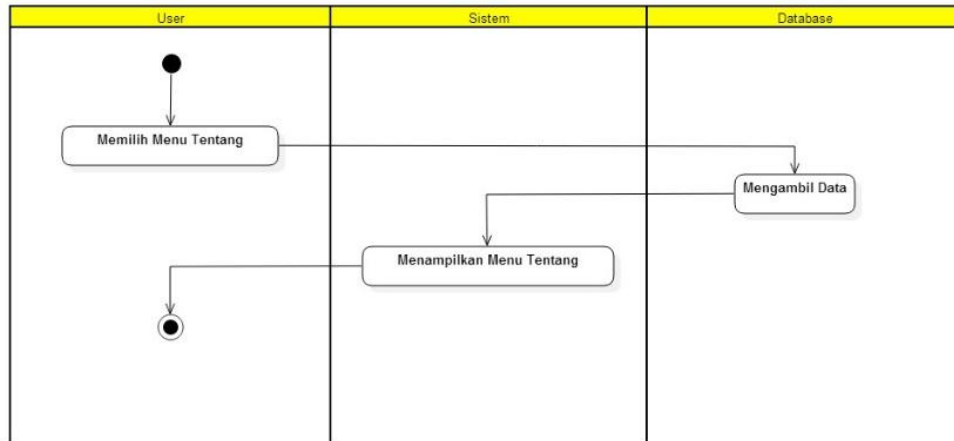 User
Sistem
Database
Memilih Menu Tentang
Mengambil Data
Menampilkan Menu Tentang